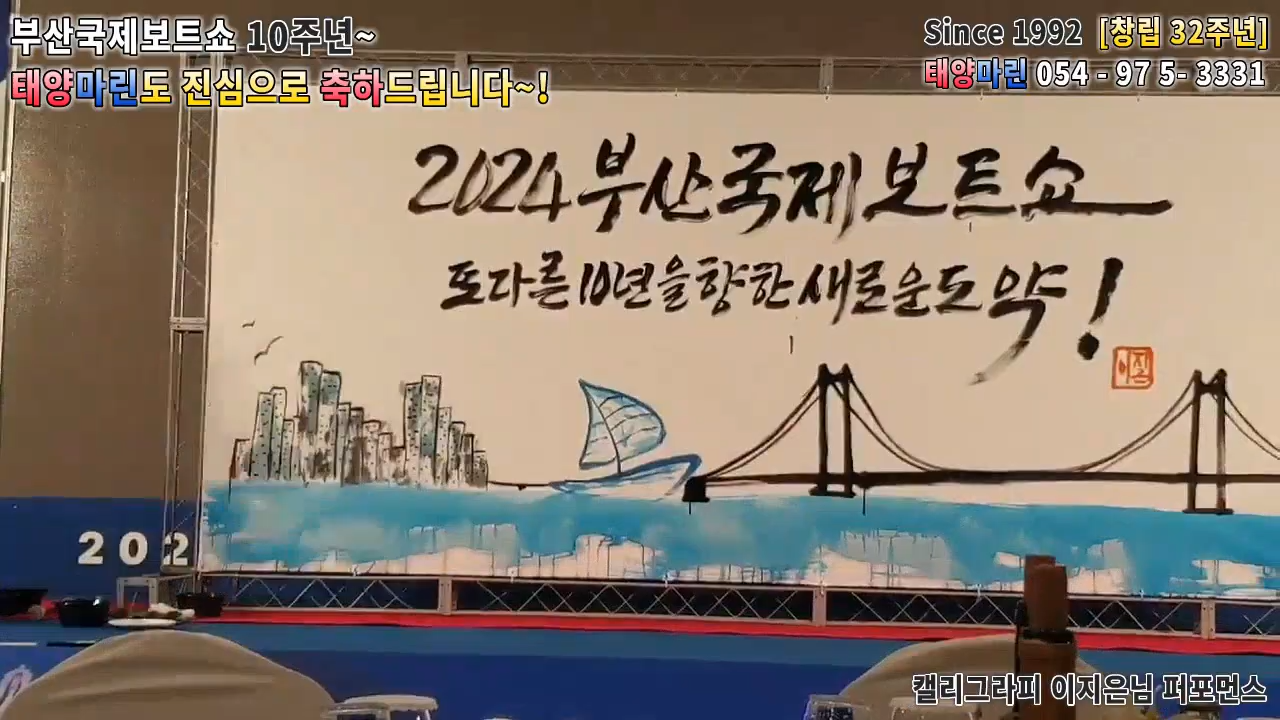 부산국제보트쇼 10주년~
태양마린도 진심으로 축하드립니다~!
Since 1992 [창립 32주년]
태양마린 054 - 97 5- 3331
2024 부산국제보트쇼
또다른 10년을 향한 새로운 도약!
202
캘리그라피 이지은님 퍼포먼스